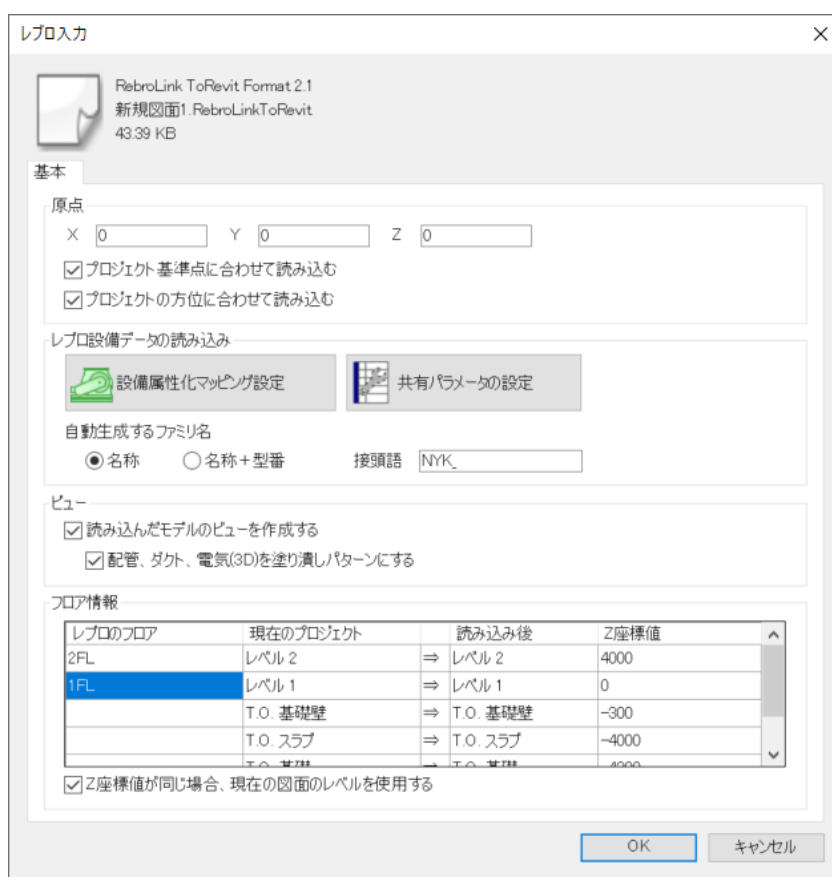 レブロ入力
RebroLink ToRevit Format 2.1
新規図面1.RebroLinkToRevit
43.39 KB
基本
原点
X 0 Y 0 Z 0
プロジェクト基準点に合わせて読み込む
プロジェクトの方位に合わせて読み込む
レブロ設備データの読み込み
設備属性化マッピング設定 共有パラメータの設定
自動生成するファミリ名
名称 名称+型番 接頭語 NYK_
ビュー
読み込んだモデルのビューを作成する
配管、ダクト、電気(3D)を塗り潰しパターンにする
フロア情報
レブロのフロア 現在のプロジェクト 読み込み後 Z座標値
2FL レベル 2 ⇒ レベル 2 4000
1FL レベル 1 ⇒ レベル 1 0
T.O. 基礎壁 ⇒ T.O. 基礎壁 -300
T.O. スラブ ⇒ T.O. スラブ -4000
T.O. 基礎 ⇒ T.O. 基礎
Z座標値が同じ場合、現在の図面のレベルを使用する
OK キャンセル